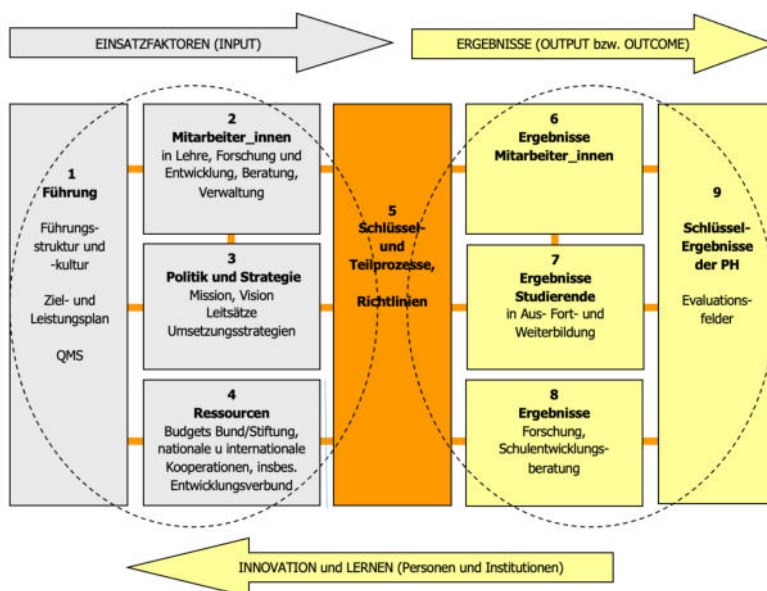 EINSATZFAKTOREN (INPUT)
ERGEBNISSE (OUTPUT bzw. OUTCOME)
1
Führung
Führungs-
struktur und
-kultur
Ziel- und
Leistungsplan
QMS
2
Mitarbeiter_innen
in Lehre, Forschung und
Entwicklung, Beratung,
Verwaltung
3
Politik und Strategie
Mission, Vision
Leitsätze
Umsetzungsstrategien
4
Ressourcen
Budgets Bund/Stiftung,
nationale u internationale
Kooperationen, insbes.
Entwicklungsverbund
5
Schlüssel-
und
Teilprozesse,
Richtlinien
6
Ergebnisse
Mitarbeiter_innen
7
Ergebnisse
Studierende
in Aus- Fort- und
Weiterbildung
8
Ergebnisse
Forschung,
Schulentwicklungs-
beratung
9
Schlüssel-
Ergebnisse
der PH
Evaluations-
felder
INNOVATION und LERNEN (Personen und Institutionen)